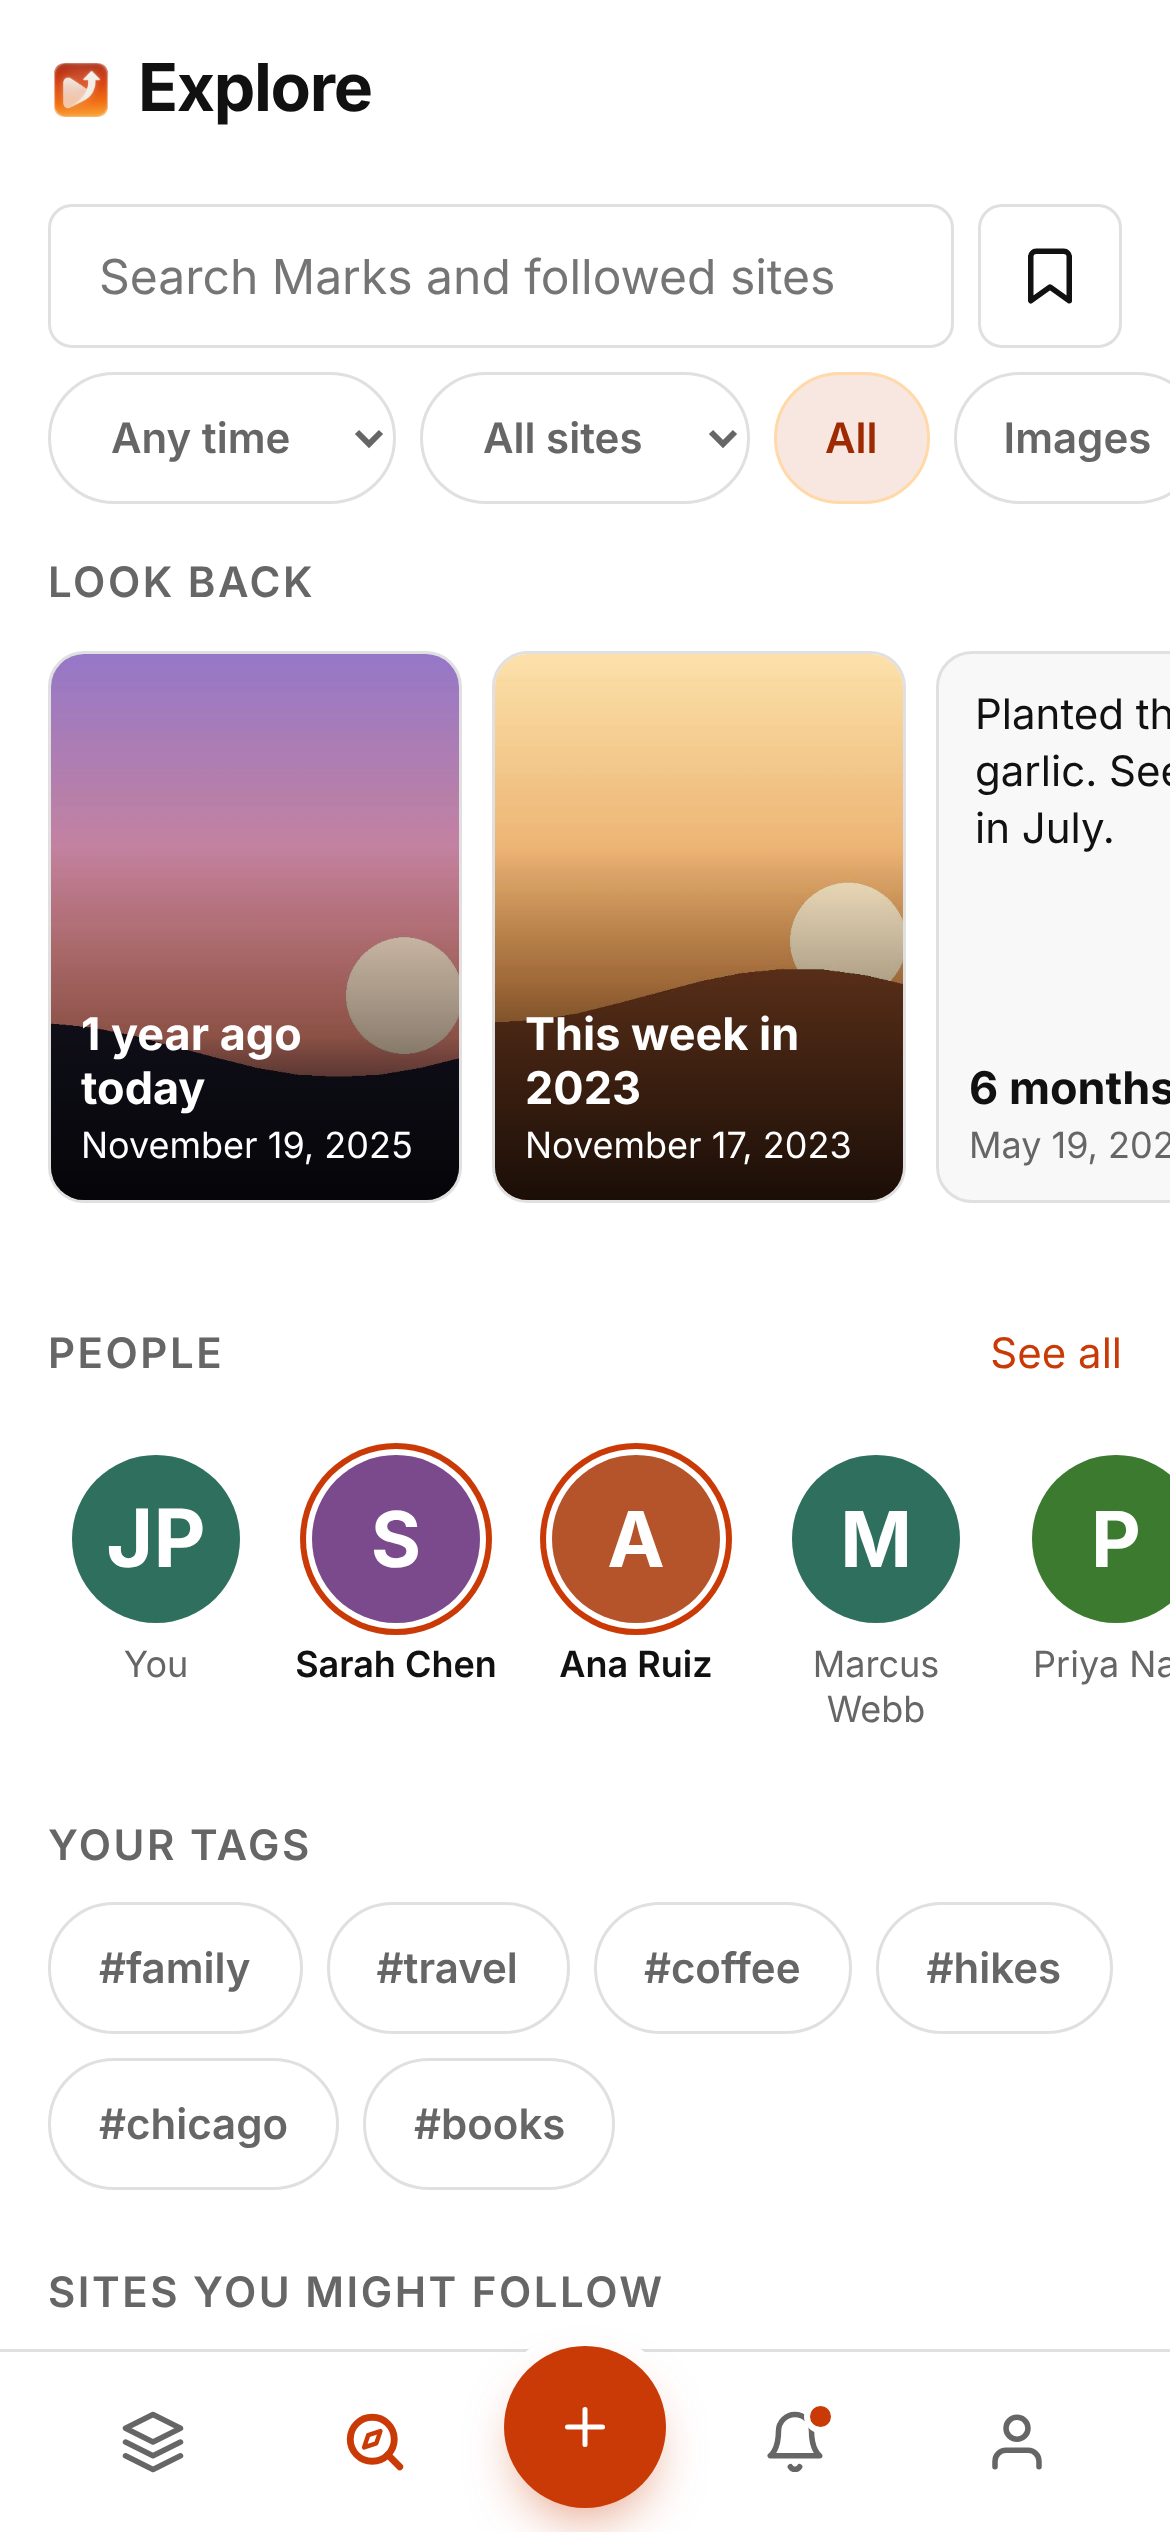 Explore
Search Marks and followed sites
Any time
All sites
All
Images
LOOK BACK
1 year ago
today
November 19, 2025
This week in
2023
November 17, 2023
Planted th
garlic. See
in July.
6 months
May 19, 202
PEOPLE
See all
JP
S
A
M
P
You
Sarah Chen
Ana Ruiz
Marcus
Webb
Priya Na
YOUR TAGS
#family
#travel
#coffee
#hikes
#chicago
#books
SITES YOU MIGHT FOLLOW